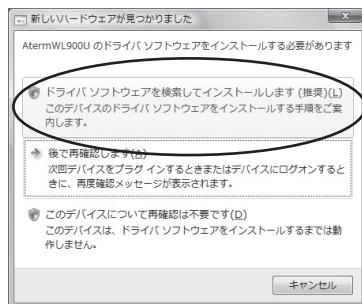 新しいハードウェアが見つかりました
AtermWL900U のドライバ ソフトウェアをインストールする必要があります
ドライバ ソフトウェアを検索してインストールします (推奨)(L)
このデバイスのドライバ ソフトウェアをインストールする手順をご案
内します。
後で再確認します(A)
次回デバイスをプラグ インするときまたはデバイスにログオンすると
きに、再度確認メッセージが表示されます。
このデバイスについて再確認は不要です(D)
このデバイスは、ドライバ ソフトウェアをインストールするまでは動
作しません。
キャンセル